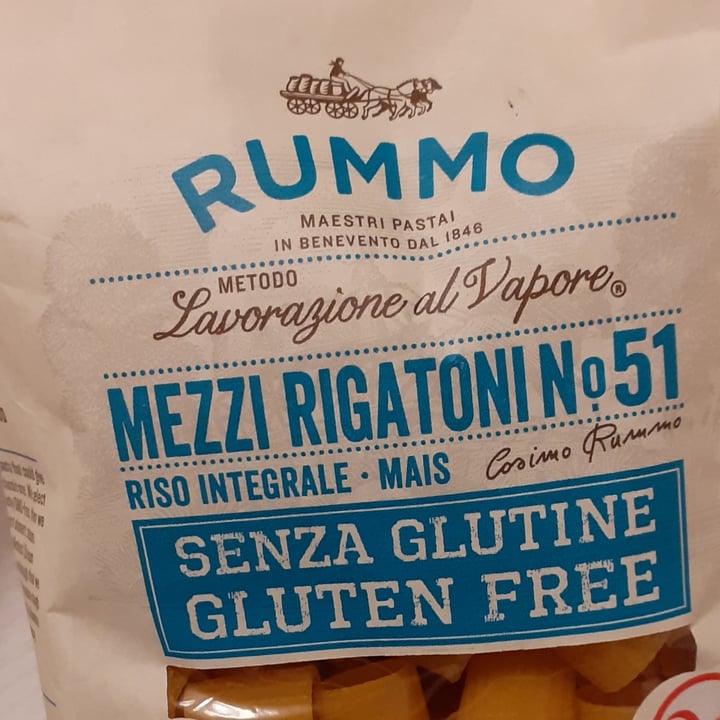 RUMMO
MAESTRI PASTAI
IN BENEVENTO DAL 1846
METODO
Lavorazione al Vapore®
MEZZI RIGATONI No 51
RISO INTEGRALE · MAIS
Cosimo Rummo
SENZA GLUTINE
GLUTEN FREE